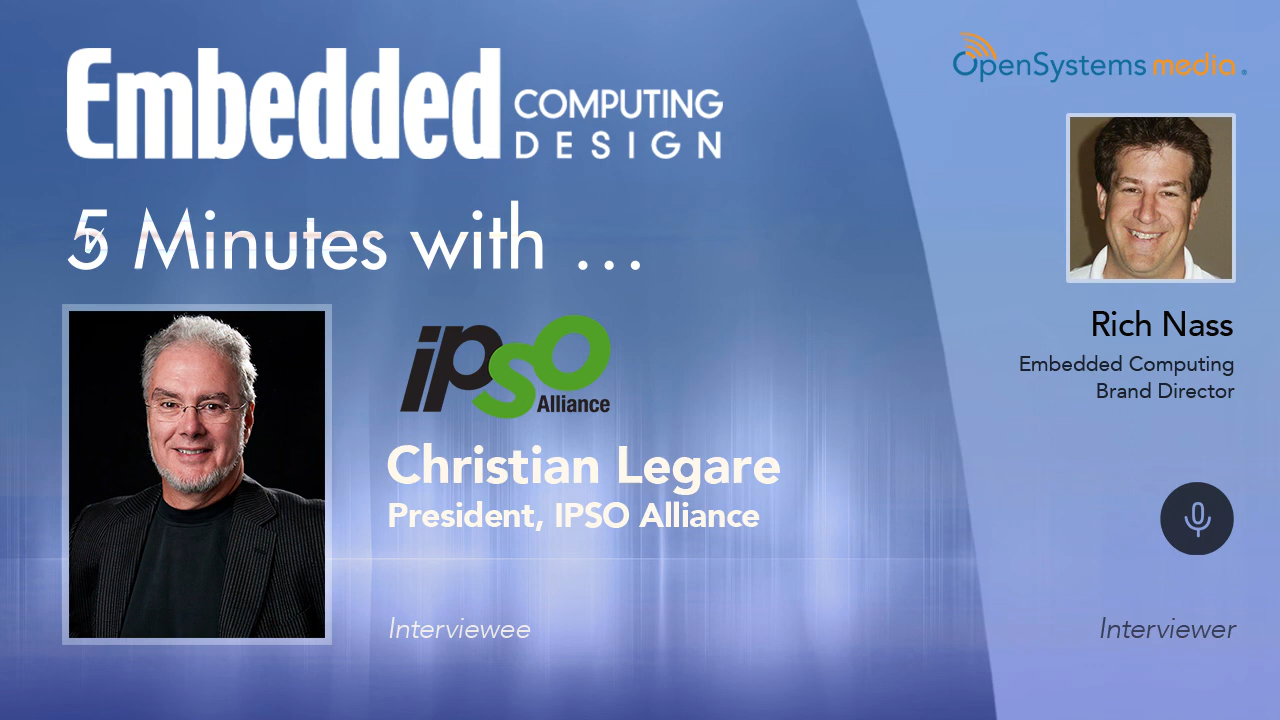 Embedded COMPUTING DESIGN
5 Minutes with ...
ipso Alliance
Christian Legare
President, IPSO Alliance
Interviewee
OpenSystems media.
Rich Nass
Embedded Computing
Brand Director
Interviewer